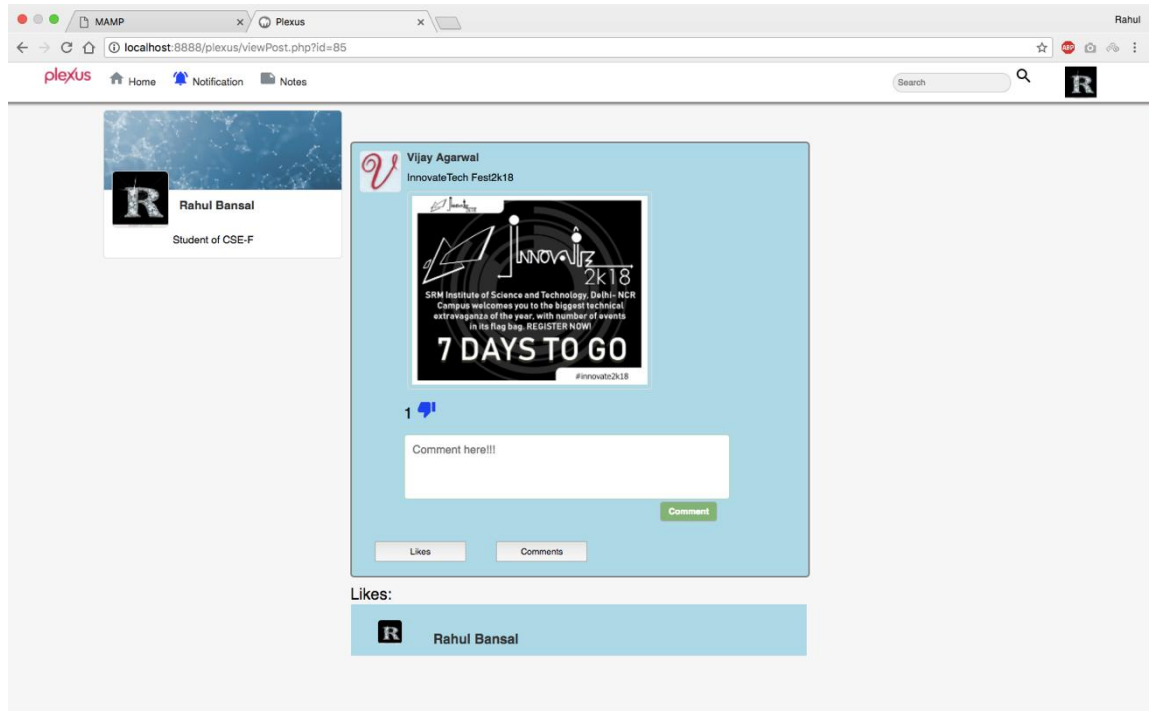 MAMP
Plexus
Rahul
localhost:8888/plexus/viewPost.php?id=85
ABP
plexus
Home
Notification
Notes
Search
R
R
Rahul Bansal
Student of CSE-F
V
Vijay Agarwal
InnovateTech Fest2k18
Innovate
2k18
SRM Institute of Science and Technology, Delhi- NCR
Campus welcomes you to the biggest technical
extravaganza of the year, with number of events
in its flag bag. REGISTER NOW!
7 DAYS TO GO
#innovate2k18
1
Comment here!!!
Comment
Likes
Comments
Likes:
R
Rahul Bansal